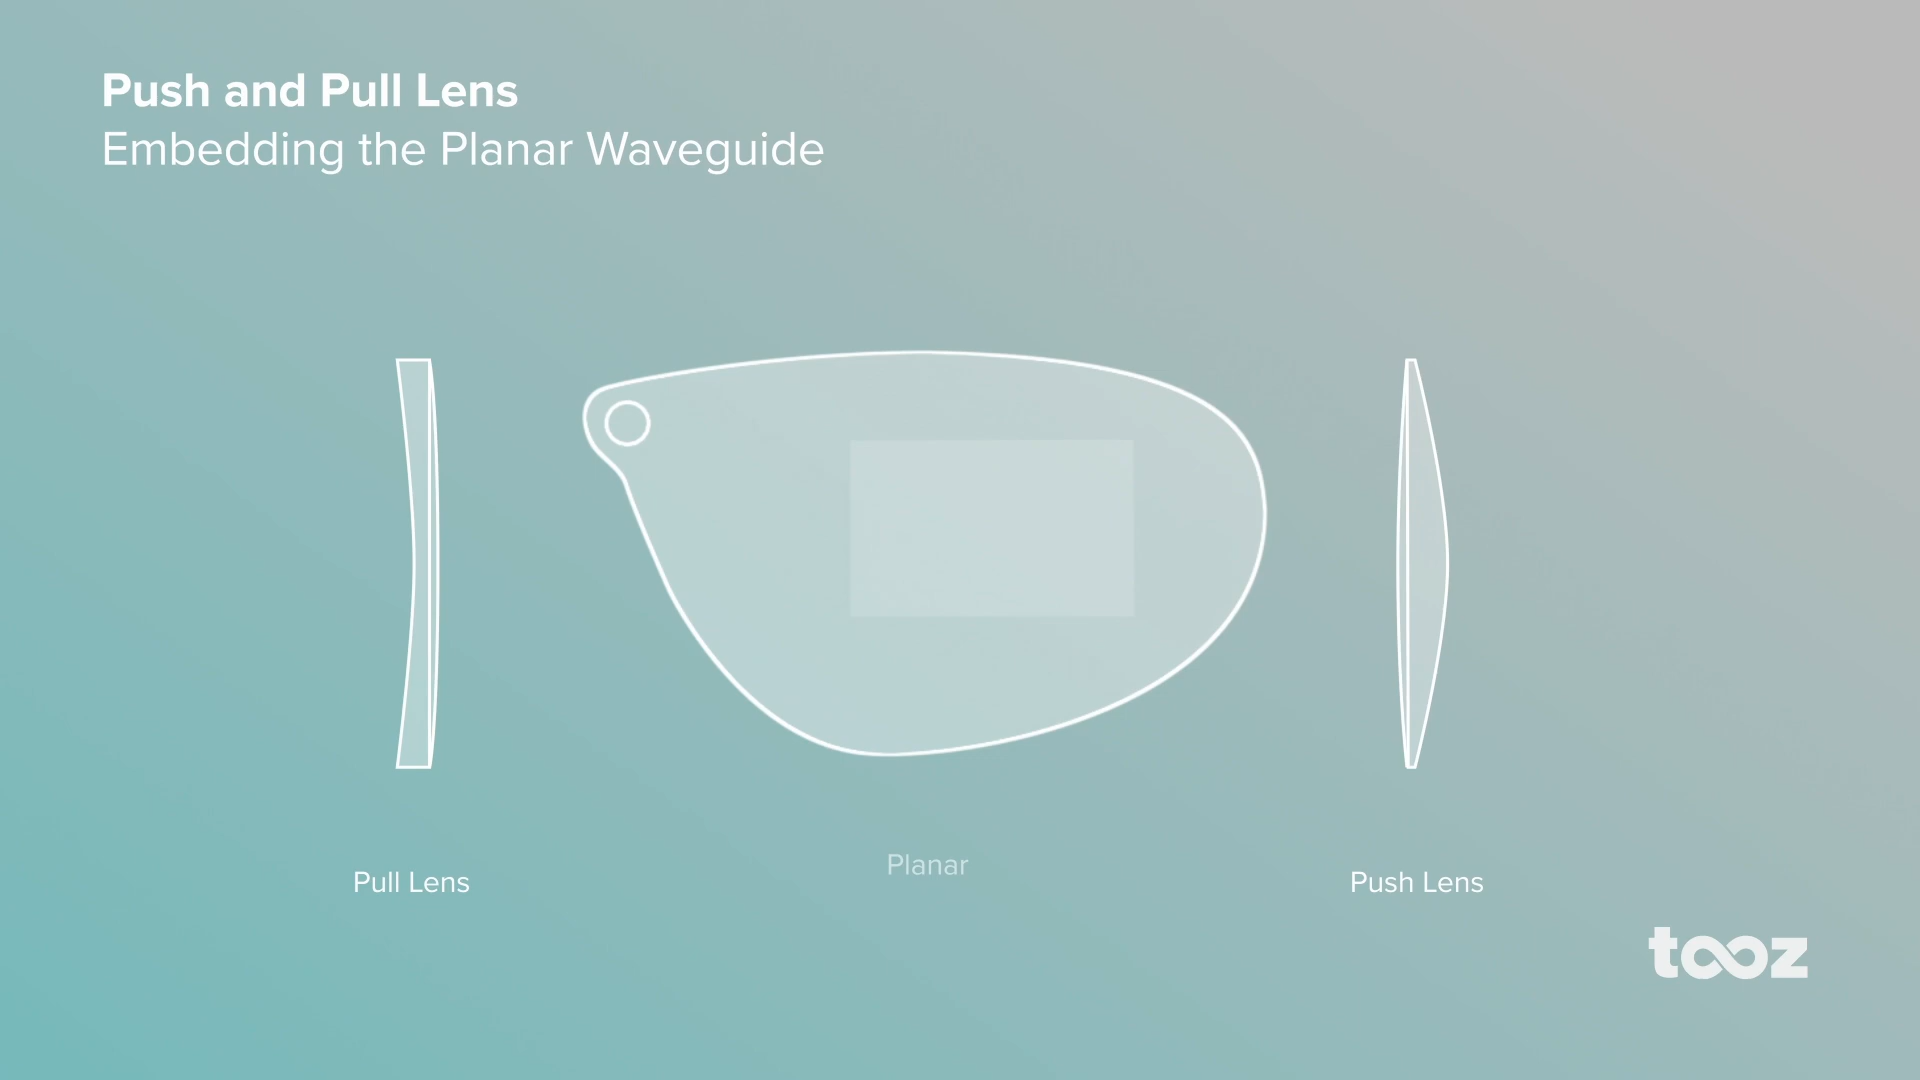 Push and Pull Lens
Embedding the Planar Waveguide
Pull Lens
Planar
Push Lens
tooz